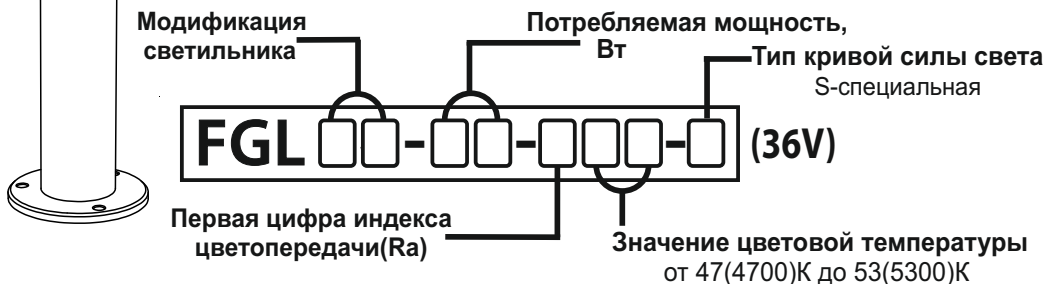 Модификация
светильника
Потребляемая мощность,
Вт
Тип кривой силы света
S-специальная
FGL - - - (36V)
Первая цифра индекса
цветопередачи(Ra)
Значение цветовой температуры
от 47(4700)К до 53(5300)К